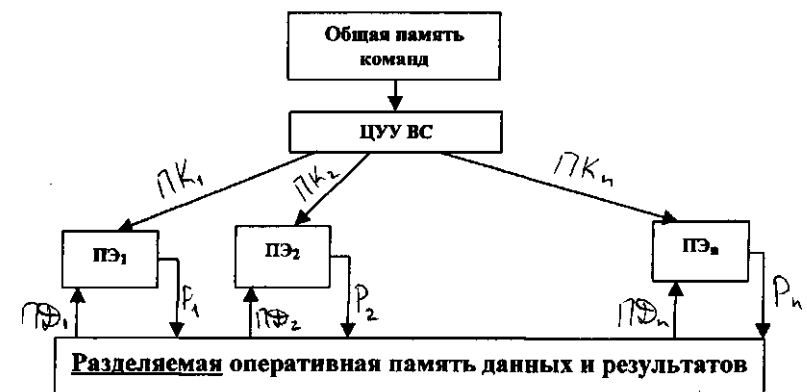 Общая память
команд
ЦУУ ВС
ПК₁
ПК₂
ПКₙ
ПЭ₁
ПЭ₂
ПЭₙ
ПД₁
Р₁
ПД₂
Р₂
ПДₙ
Рₙ
Разделяемая оперативная память данных и результатов